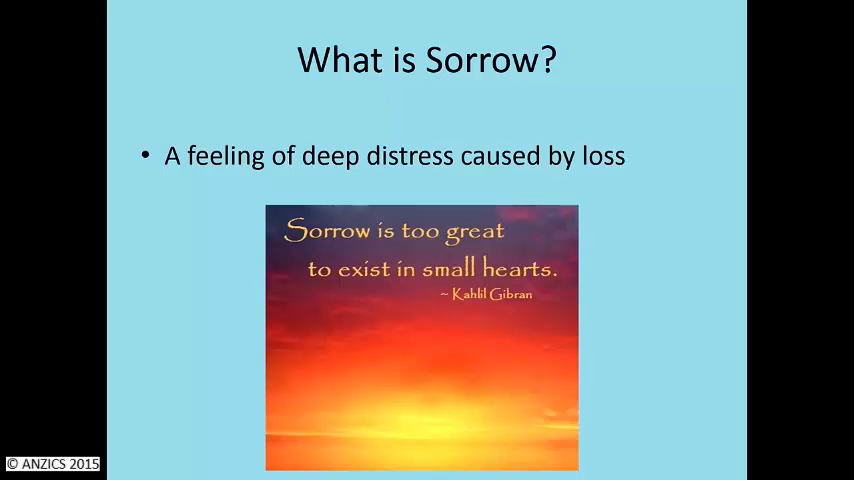 What is Sorrow?
• A feeling of deep distress caused by loss
Sorrow is too great
to exist in small hearts.
~ Kahlil Gibran
© ANZICS 2015